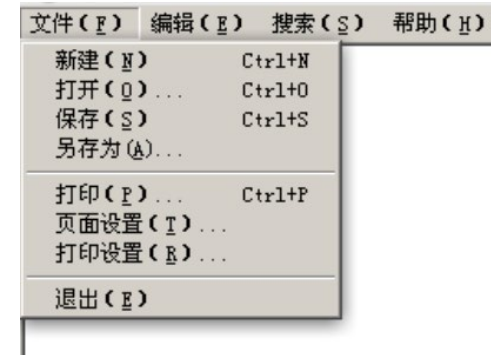 文件(F) 编辑(E) 搜索(S) 帮助(H)
新建(N) Ctrl+N
打开(O)... Ctrl+O
保存(S) Ctrl+S
另存为(A)...
打印(P)... Ctrl+P
页面设置(T)...
打印设置(R)...
退出(E)